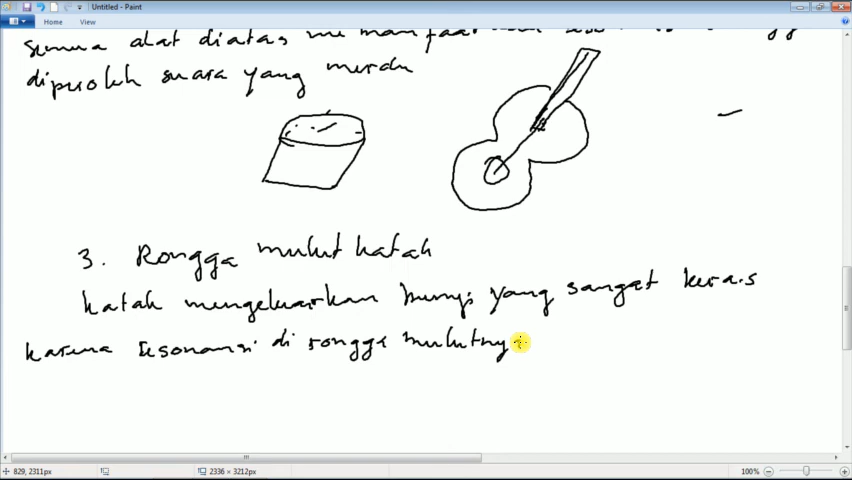 Untitled - Paint
Home
View
semua alat diatas memanfaatkan
diperoleh suara yang merdu
3. Rongga mulut katak
katak mengeluarkan bunyi yang sangat keras
karena resonansi di rongga mulutny
829, 2311px
2336 × 3212px
100%